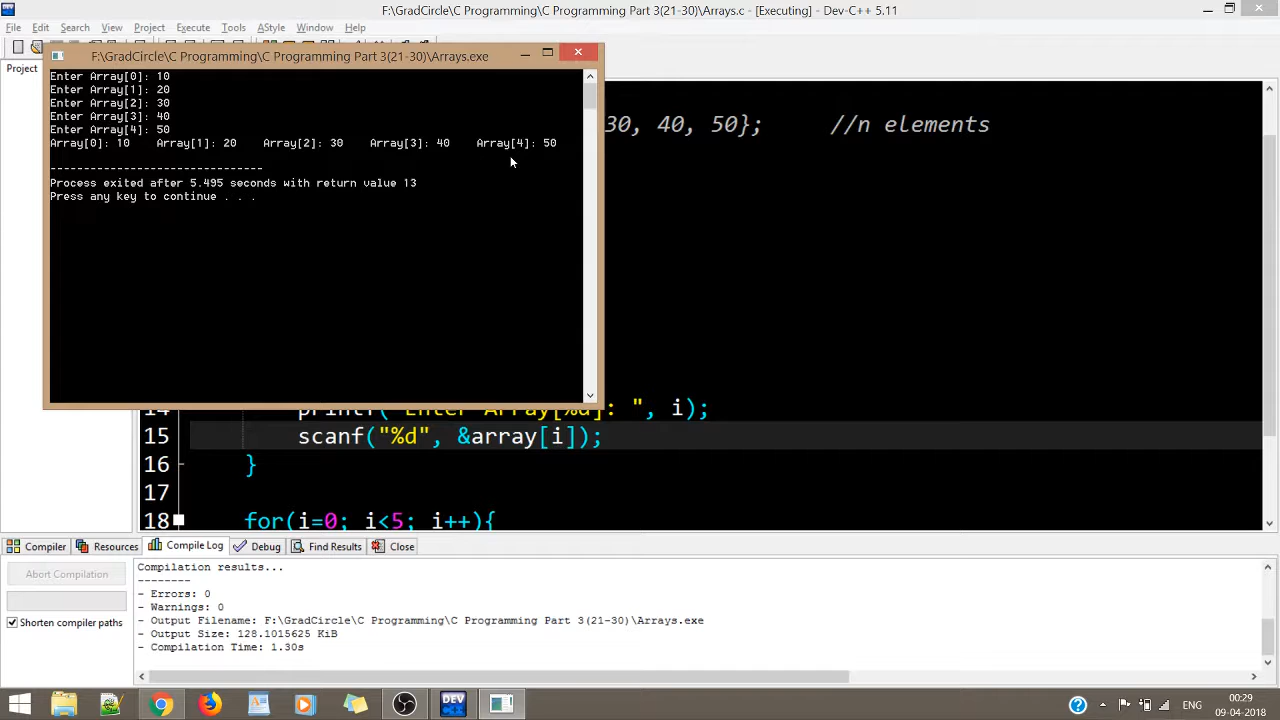 F:\GradCircle\C Programming\C Programming Part 3(21-30)\Arrays.c - [Executing] - Dev-C++ 5.11
File Edit Search View Project Execute Tools AStyle Window Help
F:\GradCircle\C Programming\C Programming Part 3(21-30)\Arrays.exe
Project
Enter Array[0]: 10
Enter Array[1]: 20
Enter Array[2]: 30
Enter Array[3]: 40
Enter Array[4]: 50
Array[0]: 10    Array[1]: 20    Array[2]: 30    Array[3]: 40    Array[4]: 50
--------------------------------
Process exited after 5.495 seconds with return value 13
Press any key to continue . . .
30, 40, 50};     //n elements
14 printf("Enter Array[%d]: ", i);
15 scanf("%d", &array[i]);
16 }
17
18 for(i=0; i<5; i++){
Compiler Resources Compile Log Debug Find Results Close
Abort Compilation
Shorten compiler paths
Compilation results...
--------
- Errors: 0
- Warnings: 0
- Output Filename: F:\GradCircle\C Programming\C Programming Part 3(21-30)\Arrays.exe
- Output Size: 128.1015625 KiB
- Compilation Time: 1.30s
DEV
00:29
09-04-2018